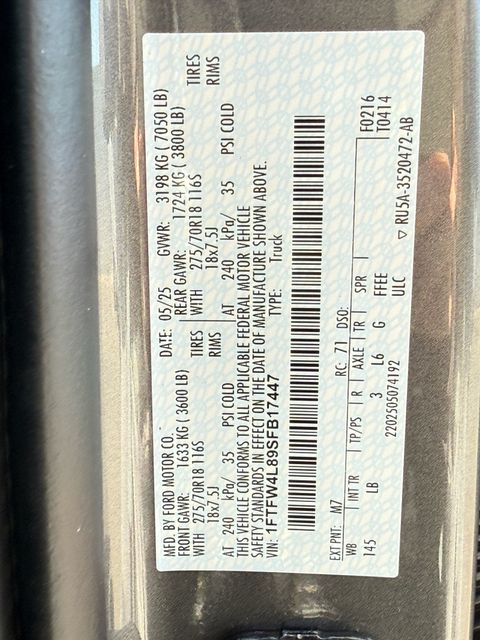 MFD. BY FORD MOTOR CO. DATE: 05/25 GVWR: 3198 KG ( 7050 LB)
FRONT GAWR: 1633 KG ( 3600 LB) REAR GAWR: 1724 KG ( 3800 LB)
WITH 275/70R18 116S TIRES WITH 275/70R18 116S TIRES
18x7.5J RIMS 18x7.5J RIMS
AT 240 kPa/ 35 PSI COLD AT 240 kPa/ 35 PSI COLD
THIS VEHICLE CONFORMS TO ALL APPLICABLE FEDERAL MOTOR VEHICLE
SAFETY STANDARDS IN EFFECT ON THE DATE OF MANUFACTURE SHOWN ABOVE.
VIN: 1FTFW4L89SFB17447 TYPE: Truck
EXT PNT: M7 RC: 71 DSO: F0216
T0414
WB INT TR TP/PS R AXLE TR SPR
145 LB 3 L6 G FFEE
ULC
2202505074192 ▽ RU5A-3520472-AB